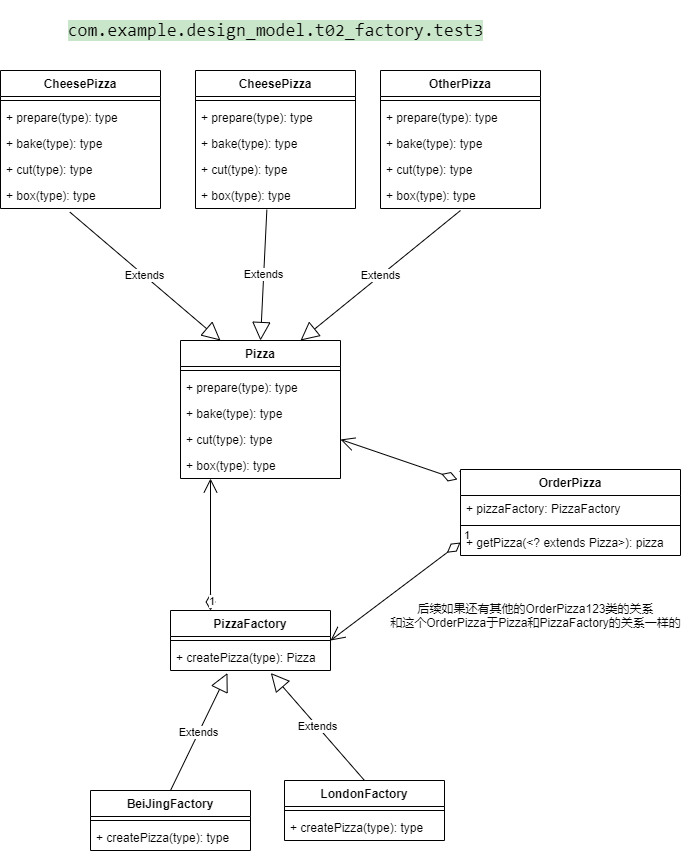 com.example.design_model.t02_factory.test3
CheesePizza
+ prepare(type): type
+ bake(type): type
+ cut(type): type
+ box(type): type
CheesePizza
+ prepare(type): type
+ bake(type): type
+ cut(type): type
+ box(type): type
OtherPizza
+ prepare(type): type
+ bake(type): type
+ cut(type): type
+ box(type): type
Extends
Extends
Extends
Pizza
+ prepare(type): type
+ bake(type): type
+ cut(type): type
+ box(type): type
OrderPizza
+ pizzaFactory: PizzaFactory
1
+ getPizza(<? extends Pizza>): pizza
后续如果还有其他的OrderPizza123类的关系
和这个OrderPizza于Pizza和PizzaFactory的关系一样的
1
PizzaFactory
+ createPizza(type): Pizza
Extends
Extends
BeiJingFactory
+ createPizza(type): type
LondonFactory
+ createPizza(type): type